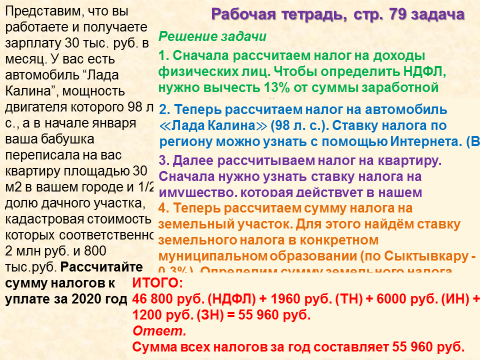 Рабочая тетрадь, стр. 79 задача
Представим, что вы
работаете и получаете
зарплату 30 тыс. руб. в
месяц. У вас есть
автомобиль “Лада
Калина”, мощность
двигателя которого 98 л
с., а в начале января
ваша бабушка
переписала на вас
квартиру площадью 30
м2 в вашем городе и 1/2
долю дачного участка,
кадастровая стоимость
которых соответственно
2 млн руб. и 800
тыс.руб. Рассчитайте
сумму налогов к
уплате за 2020 год
Решение задачи
1. Сначала рассчитаем налог на доходы
физических лиц. Чтобы определить НДФЛ,
нужно вычесть 13% от суммы заработной
2. Теперь рассчитаем налог на автомобиль
≪Лада Калина≫ (98 л. с.). Ставку налога по
региону можно узнать с помощью Интернета. (В
3. Далее рассчитываем налог на квартиру.
Сначала нужно узнать ставку налога на
имущество, которая действует в нашем
4. Теперь рассчитаем сумму налога на
земельный участок. Для этого найдём ставку
земельного налога в конкретном
муниципальном образовании (по Сыктывкару -
0,3%). Определим сумму земельного налога
ИТОГО:
46 800 руб. (НДФЛ) + 1960 руб. (ТН) + 6000 руб. (ИН) +
1200 руб. (ЗН) = 55 960 руб.
Ответ.
Сумма всех налогов за год составляет 55 960 руб.